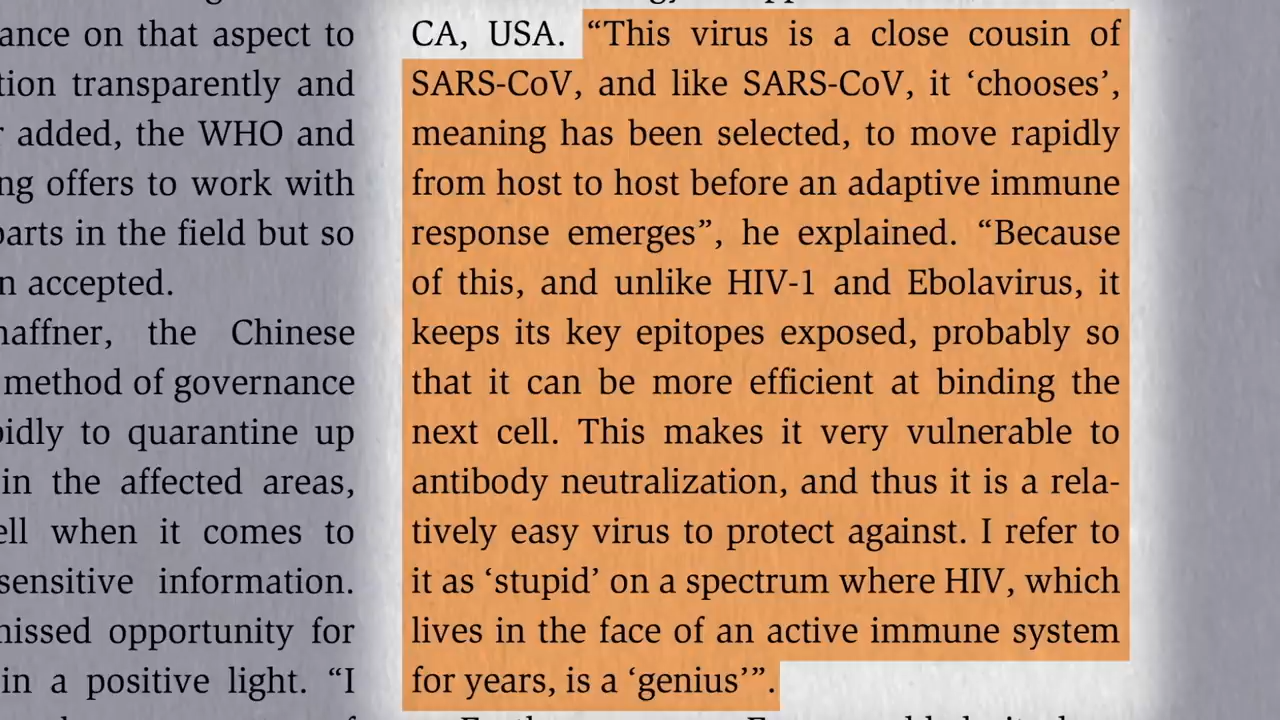 ance on that aspect to
tion transparently and
added, the WHO and
ng offers to work with
parts in the field but so
accepted.
haffner, the Chinese
method of governance
pidly to quarantine up
in the affected areas,
ell when it comes to
sensitive information.
missed opportunity for
in a positive light. “I
CA, USA. “This virus is a close cousin of
SARS-CoV, and like SARS-CoV, it ‘chooses’,
meaning has been selected, to move rapidly
from host to host before an adaptive immune
response emerges”, he explained. “Because
of this, and unlike HIV-1 and Ebolavirus, it
keeps its key epitopes exposed, probably so
that it can be more efficient at binding the
next cell. This makes it very vulnerable to
antibody neutralization, and thus it is a rela-
tively easy virus to protect against. I refer to
it as ‘stupid’ on a spectrum where HIV, which
lives in the face of an active immune system
for years, is a ‘genius’”.